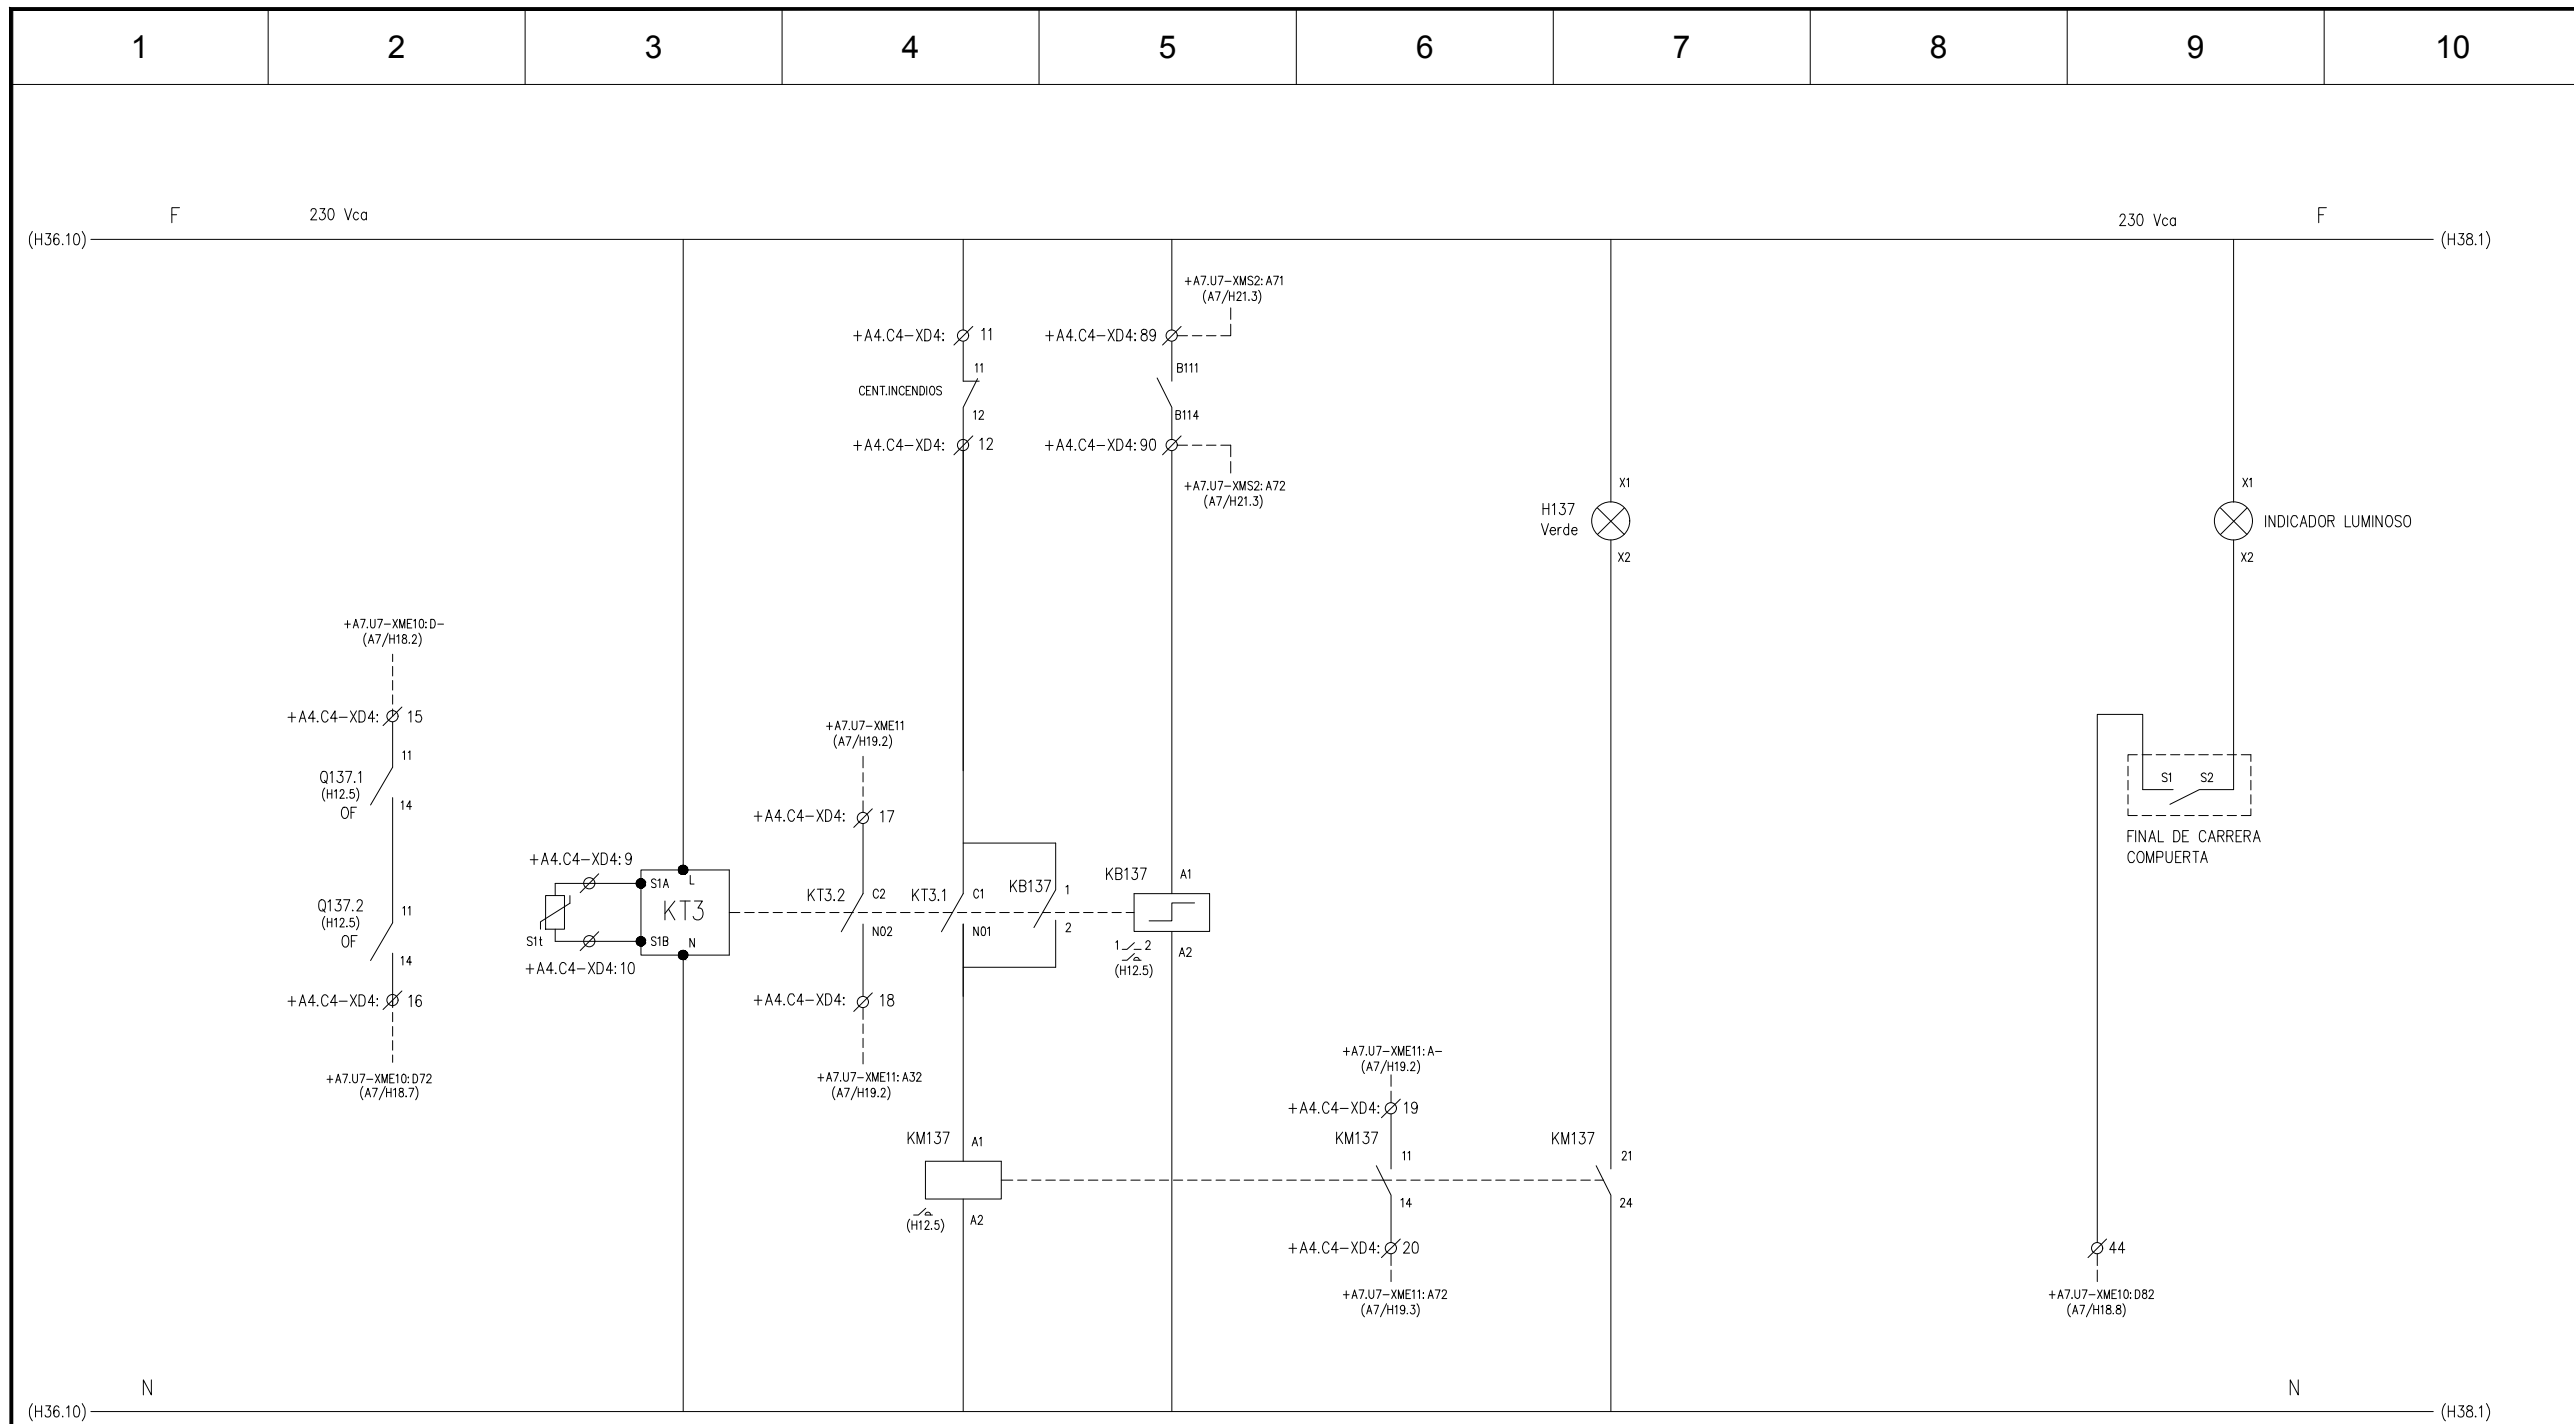 1 2 3 4 5 6 7 8 9 10
F 230 Vca 230 Vca F
(H36.10) (H38.1)
+A7.U7-XMS2:A71
(A7/H21.3)
+A4.C4-XD4: 11 +A4.C4-XD4:89
11 B111
CENT.INCENDIOS
12 B114
+A4.C4-XD4: 12 +A4.C4-XD4:90
+A7.U7-XMS2:A72
(A7/H21.3)
X1 X1
H137
Verde
INDICADOR LUMINOSO
X2 X2
+A7.U7-XME10:D-
(A7/H18.2)
+A4.C4-XD4: 15
11
Q137.1
(H12.5)
OF
14
Q137.2
(H12.5)
OF
11
14
+A4.C4-XD4: 16
+A7.U7-XME10:D72
(A7/H18.7)
+A4.C4-XD4:9
S1A L
KT3
S1t
S1B N
+A4.C4-XD4:10
+A7.U7-XME11
(A7/H19.2)
+A4.C4-XD4: 17
KT3.2 C2
NO2
+A4.C4-XD4: 18
+A7.U7-XME11:A32
(A7/H19.2)
KT3.1 C1
NO1
KB137 1
2
KB137 A1
1 2
(H12.5)
A2
S1 S2
FINAL DE CARRERA
COMPUERTA
+A7.U7-XME11:A-
(A7/H19.2)
+A4.C4-XD4: 19
KM137 A1
(H12.5)
A2
KM137
11
14
KM137
21
24
+A4.C4-XD4: 20
+A7.U7-XME11:A72
(A7/H19.3)
44
+A7.U7-XME10:D82
(A7/H18.8)
N N
(H36.10) (H38.1)